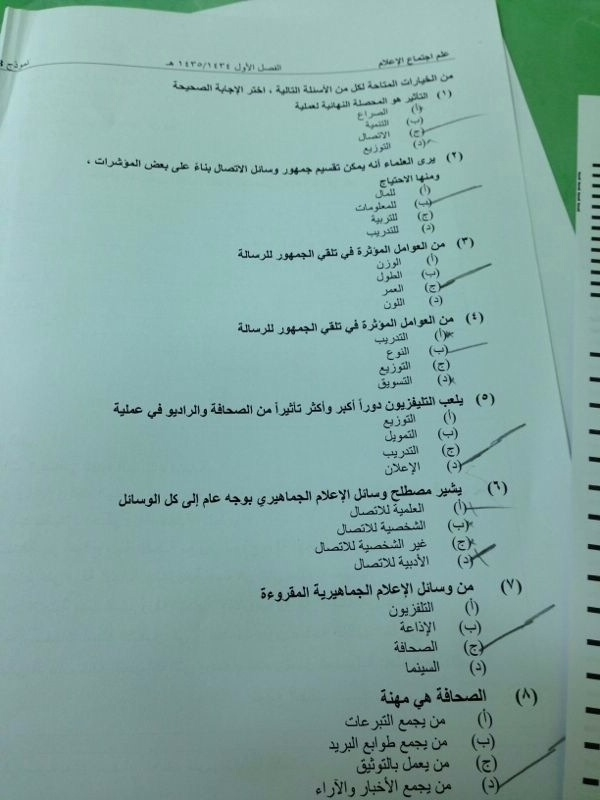 علم اجتماع الإعلام الفصل الأول ١٤٣٥/١٤٣٤ هـ نموذج B
من الخيارات المتاحة لكل من الأسئلة التالية ، اختر الإجابة الصحيحة
(١) التأثير هو المحصلة النهائية لعملية
(أ) الصراع
(ب) التنمية
(ج) الاتصال
(د) التوزيع
(٢) يرى العلماء أنه يمكن تقسيم جمهور وسائل الاتصال بناءً على بعض المؤشرات ،
ومنها الاحتياج
(أ) للمال
(ب) للمعلومات
(ج) للتربية
(د) للتدريب
(٣) من العوامل المؤثرة في تلقي الجمهور للرسالة
(أ) الوزن
(ب) الطول
(ج) العمر
(د) اللون
(٤) من العوامل المؤثرة في تلقي الجمهور للرسالة
(أ) التدريب
(ب) النوع
(ج) التوزيع
(د) التسويق
(٥) يلعب التليفزيون دوراً أكبر وأكثر تأثيراً من الصحافة والراديو في عملية
(أ) التوزيع
(ب) التمويل
(ج) التدريب
(د) الإعلان
(٦) يشير مصطلح وسائل الإعلام الجماهيري بوجه عام إلى كل الوسائل
(أ) العلمية للاتصال
(ب) الشخصية للاتصال
(ج) غير الشخصية للاتصال
(د) الأدبية للاتصال
(٧) من وسائل الإعلام الجماهيرية المقروءة
(أ) التلفزيون
(ب) الإذاعة
(ج) الصحافة
(د) السينما
(٨) الصحافة هي مهنة
(أ) من يجمع التبرعات
(ب) من يجمع طوابع البريد
(ج) من يعمل بالتوثيق
(د) من يجمع الأخبار والآراء